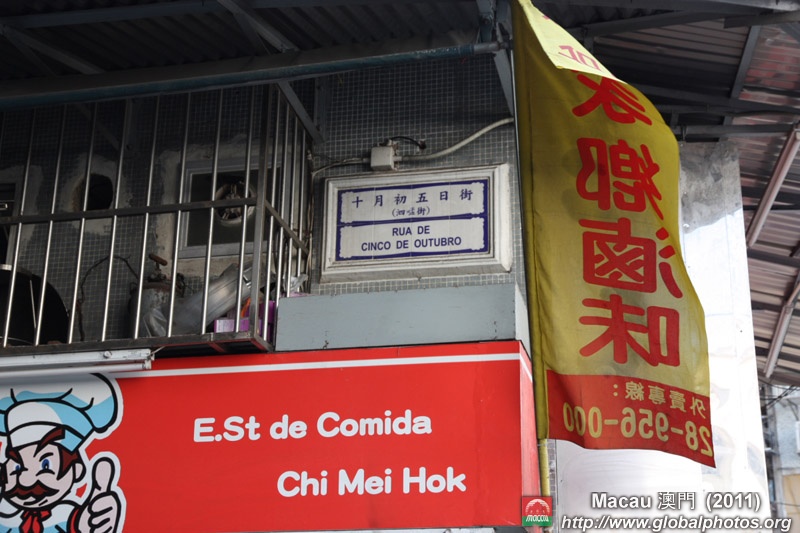 十月初五日街
(泗𠵼街)
RUA DE
CINCO DE OUTUBRO
家鄉滷味
外賣專線：
28-956-000
E.St de Comida
Chi Mei Hok
macau
Macau 澳門 (2011)
http://www.globalphotos.org